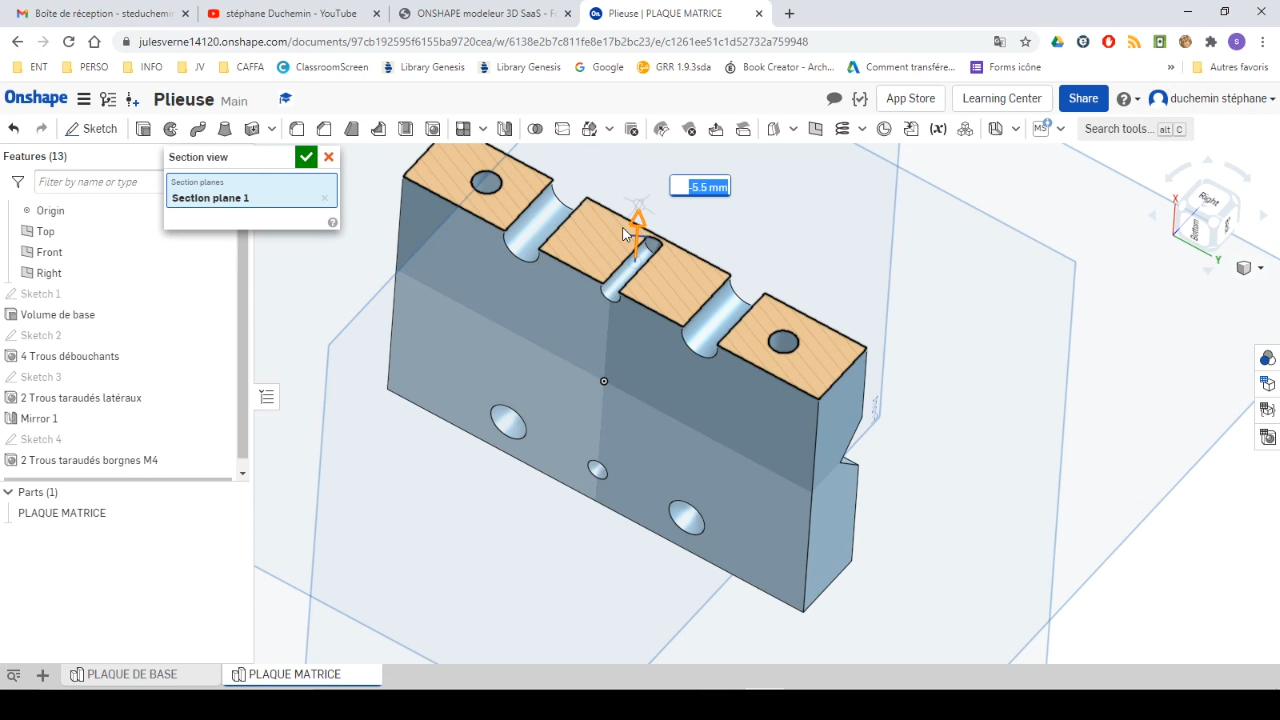 Boîte de réception - steduchemin
stéphane Duchemin - YouTube
ONSHAPE modeleur 3D SaaS - Fo
Plieuse | PLAQUE MATRICE
julesverne14120.onshape.com/documents/97cb192595f6155ba9720cea/w/6138e2b7c811fe8e17b2bc23/e/c1261ee51c1d52732a759948
S
ENT
PERSO
INFO
JV
CAFFA
ClassroomScreen
Library Genesis
Library Genesis
Google
GRR 1.9.3sda
Book Creator - Arch...
Comment transfére...
Forms icône
»
Autres favoris
Onshape
Plieuse Main
App Store
Learning Center
Share
duchemin stéphane
Sketch
Search tools... alt C
Features (13)
Filter by name or type
Section view
Section planes
Section plane 1
-5.5 mm
Right
Bottom
X
Y
Origin
Top
Front
Right
Sketch 1
Volume de base
Sketch 2
4 Trous débouchants
Sketch 3
2 Trous taraudés latéraux
Mirror 1
Sketch 4
2 Trous taraudés borgnes M4
Parts (1)
PLAQUE MATRICE
PLAQUE DE BASE
PLAQUE MATRICE